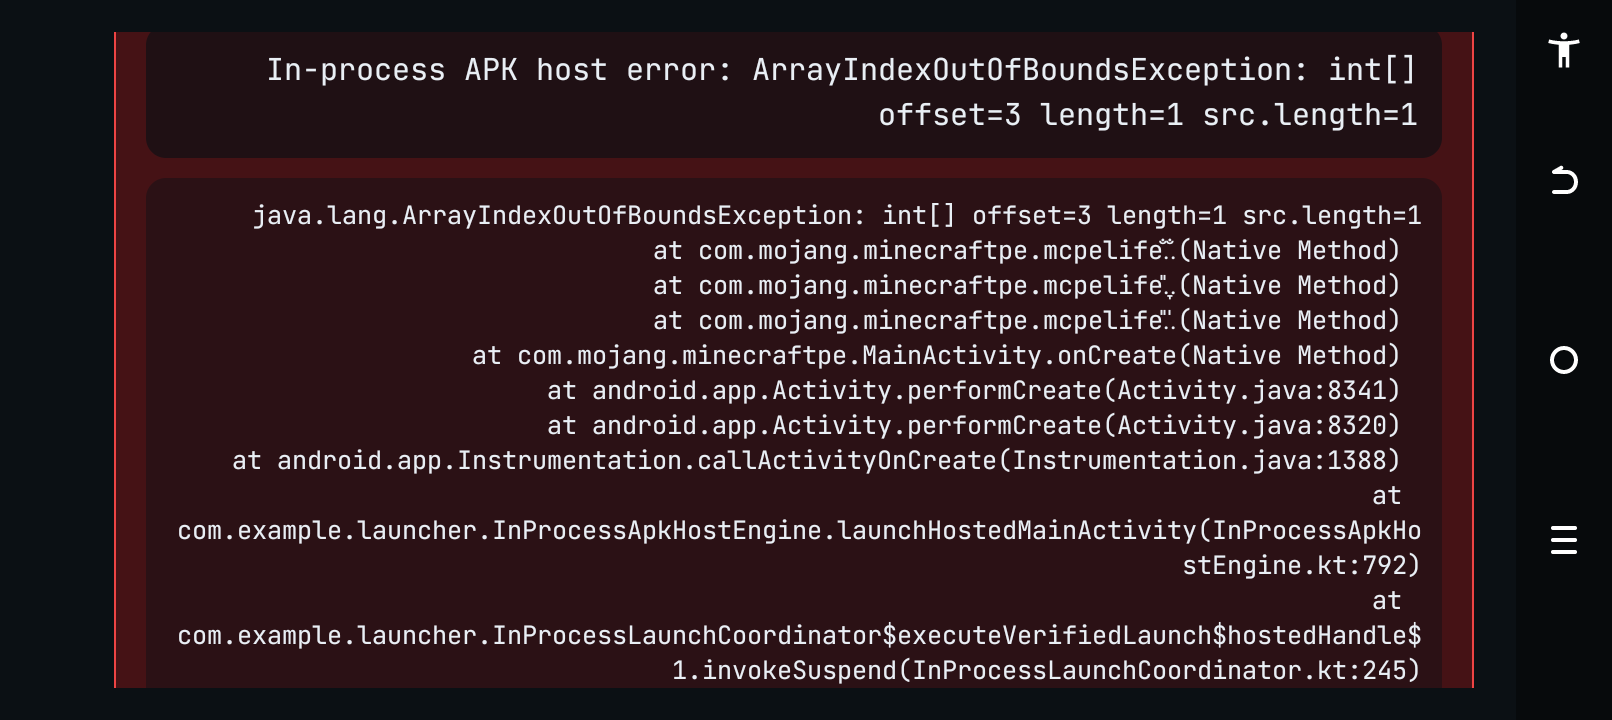 In-process APK host error: ArrayIndexOutOfBoundsException: int[]
offset=3 length=1 src.length=1
java.lang.ArrayIndexOutOfBoundsException: int[] offset=3 length=1 src.length=1
at com.mojang.minecraftpe.mcpelife(Native Method)
at com.mojang.minecraftpe.mcpelife(Native Method)
at com.mojang.minecraftpe.mcpelife(Native Method)
at com.mojang.minecraftpe.MainActivity.onCreate(Native Method)
at android.app.Activity.performCreate(Activity.java:8341)
at android.app.Activity.performCreate(Activity.java:8320)
at android.app.Instrumentation.callActivityOnCreate(Instrumentation.java:1388)
at
com.example.launcher.InProcessApkHostEngine.launchHostedMainActivity(InProcessApkHo
stEngine.kt:792)
at
com.example.launcher.InProcessLaunchCoordinator$executeVerifiedLaunch$hostedHandle$
1.invokeSuspend(InProcessLaunchCoordinator.kt:245)